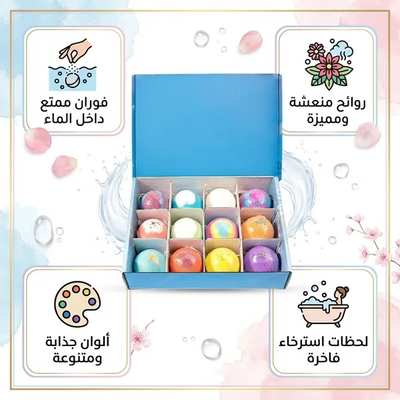 روائح منعشة
ومميزة
فوران ممتع
داخل الماء
لحظات استرخاء
فاخرة
ألوان جذابة
ومتنوعة